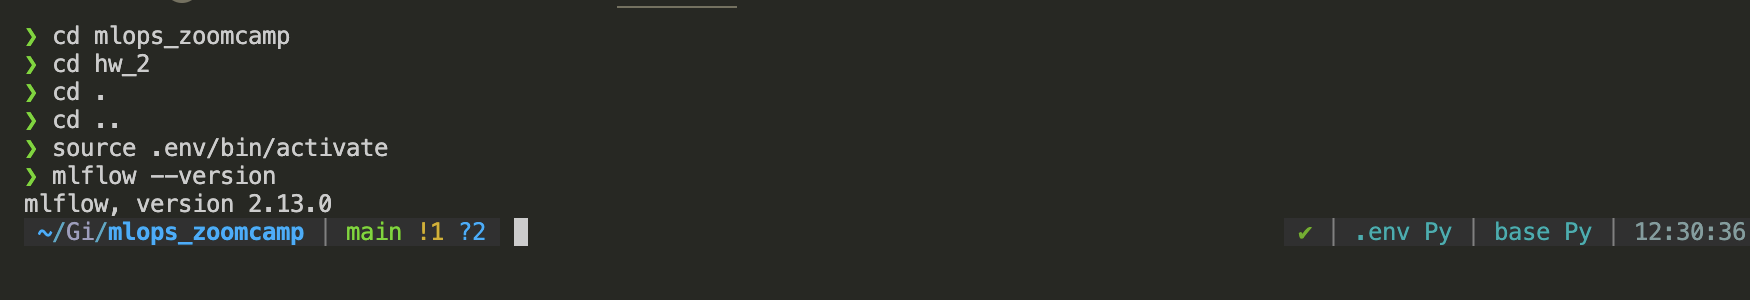 ❯ cd mlops_zoomcamp
❯ cd hw_2
❯ cd .
❯ cd ..
❯ source .env/bin/activate
❯ mlflow --version
mlflow, version 2.13.0
~/Gi/mlops_zoomcamp | main !1 ?2 ✔ | .env Py | base Py | 12:30:36